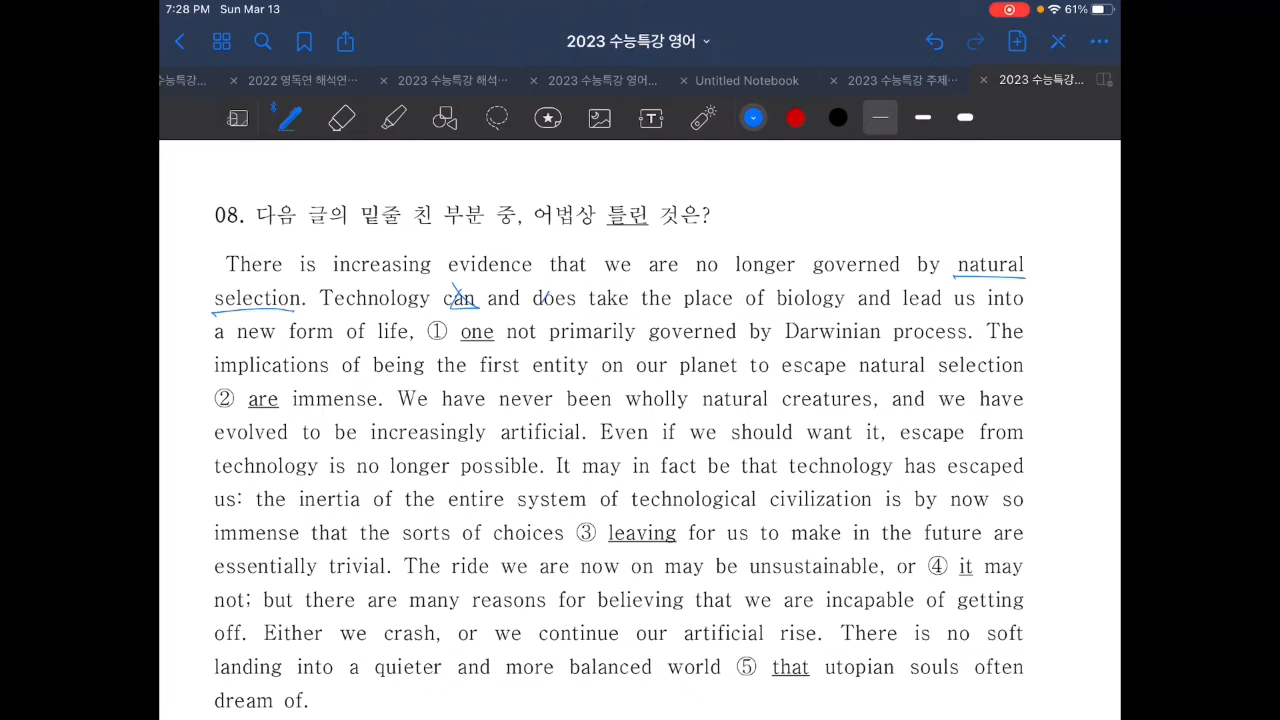 7:28 PM Sun Mar 13
61%
2023 수능특강 영어
수능특강...
2022 영독연 해석연...
2023 수능특강 해석...
2023 수능특강 영어...
Untitled Notebook
2023 수능특강 주제...
2023 수능특강...
08. 다음 글의 밑줄 친 부분 중, 어법상 틀린 것은?
There is increasing evidence that we are no longer governed by natural
selection. Technology can and does take the place of biology and lead us into
a new form of life, ① one not primarily governed by Darwinian process. The
implications of being the first entity on our planet to escape natural selection
② are immense. We have never been wholly natural creatures, and we have
evolved to be increasingly artificial. Even if we should want it, escape from
technology is no longer possible. It may in fact be that technology has escaped
us: the inertia of the entire system of technological civilization is by now so
immense that the sorts of choices ③ leaving for us to make in the future are
essentially trivial. The ride we are now on may be unsustainable, or ④ it may
not; but there are many reasons for believing that we are incapable of getting
off. Either we crash, or we continue our artificial rise. There is no soft
landing into a quieter and more balanced world ⑤ that utopian souls often
dream of.